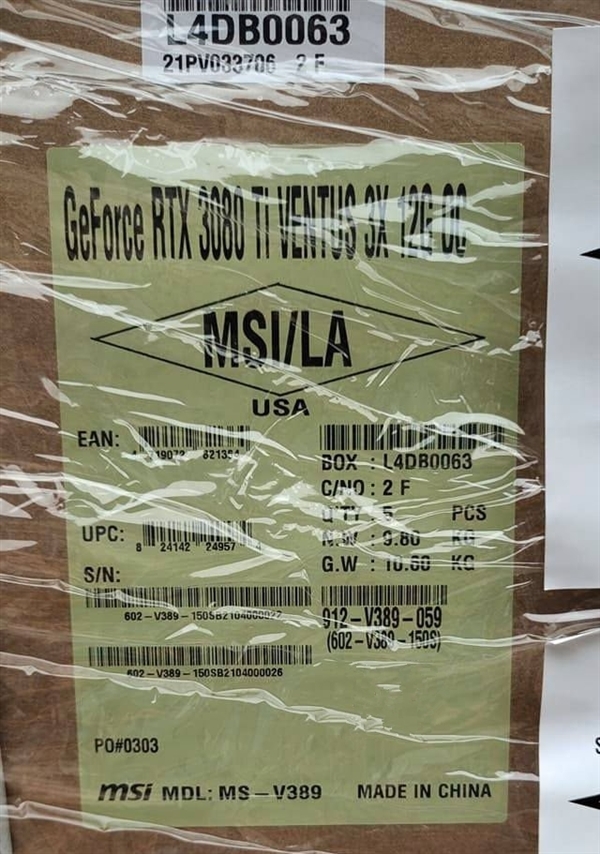 L4DB0063
21PV033706 2 F
GeForce RTX 3080 TI VENTUS 3X 12G OC
MSI/LA
USA
EAN:
BOX : L4DB0063
C/NO : 2 F
Q'TY : 5 PCS
UPC: 8 24142 24957
N.W : 9.80 KG
G.W : 10.60 KG
S/N:
602-V389-150SB2104000027
912-V389-059
(602-V389-150S)
602-V389-150SB2104000026
PO#0303
msi MDL: MS-V389 MADE IN CHINA